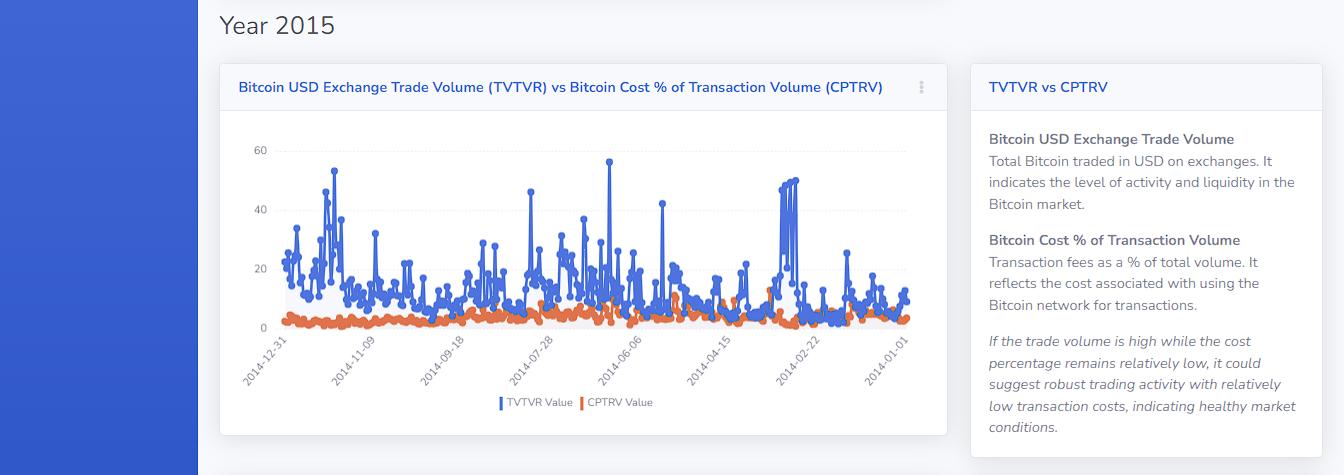 Year 2015
Bitcoin USD Exchange Trade Volume (TVTVR) vs Bitcoin Cost % of Transaction Volume (CPTRV)
60
40
20
0
2014-12-31
2014-11-09
2014-09-18
2014-07-28
2014-06-06
2014-04-15
2014-02-22
2014-01-01
TVTVR Value
CPTRV Value
TVTVR vs CPTRV
Bitcoin USD Exchange Trade Volume
Total Bitcoin traded in USD on exchanges. It
indicates the level of activity and liquidity in the
Bitcoin market.
Bitcoin Cost % of Transaction Volume
Transaction fees as a % of total volume. It
reflects the cost associated with using the
Bitcoin network for transactions.
If the trade volume is high while the cost
percentage remains relatively low, it could
suggest robust trading activity with relatively
low transaction costs, indicating healthy market
conditions.